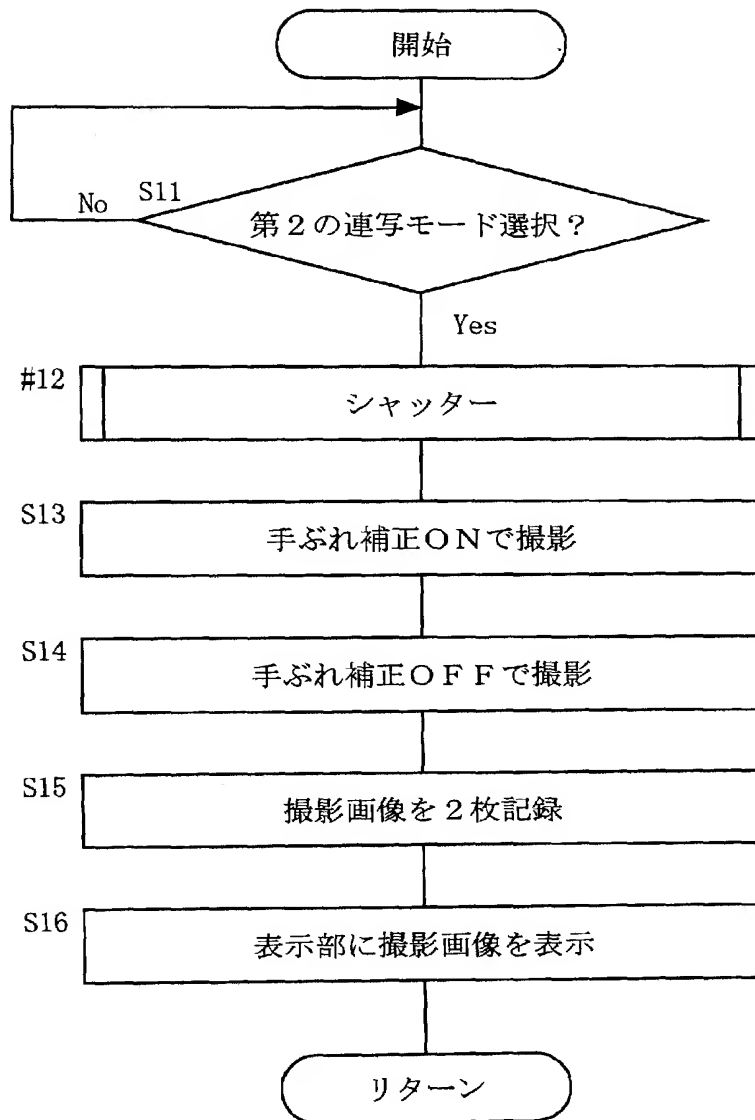 開始
S11
No
第2の連写モード選択?
Yes
#12
シャッター
S13
手ぶれ補正ONで撮影
S14
手ぶれ補正OFFで撮影
S15
撮影画像を2枚記録
S16
表示部に撮影画像を表示
リターン